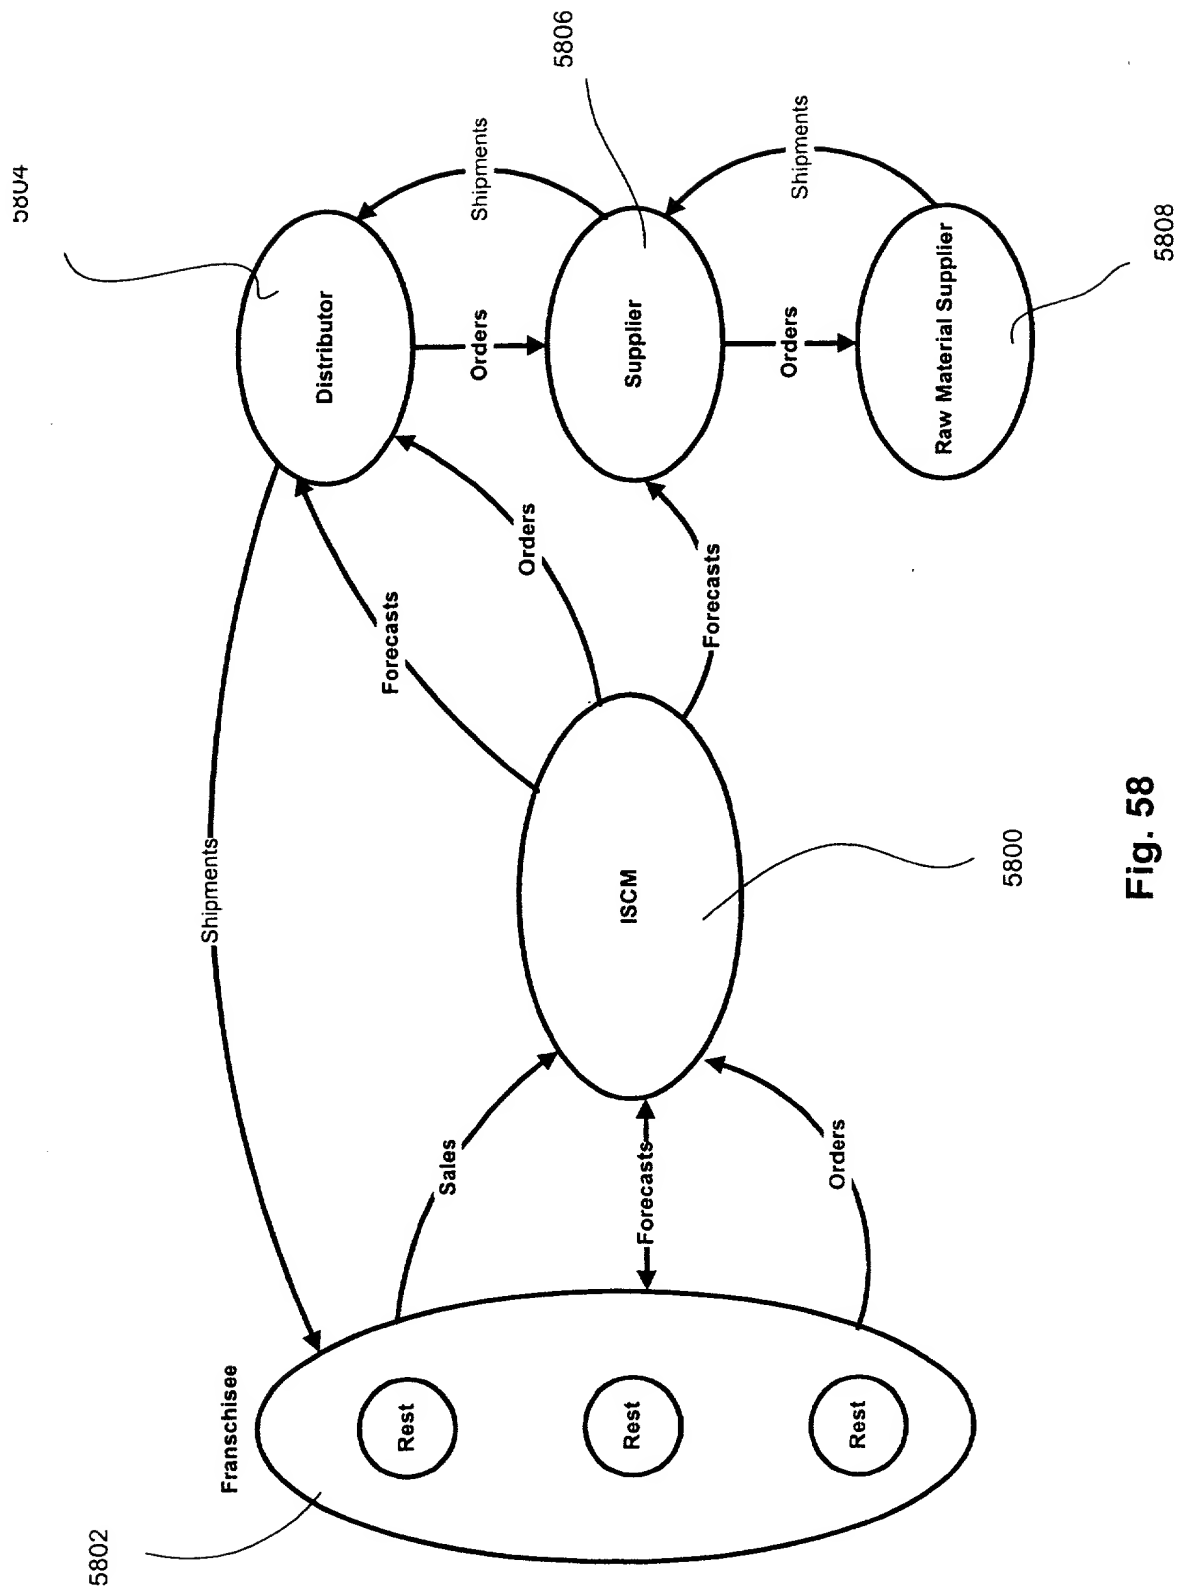 5804
5802
Shipments
Franschisee
Distributor
Forecasts
Rest
Sales
Orders
Shipments
Orders
5806
Rest
ISCM
Supplier
Forecasts
Forecasts
Orders
Shipments
Orders
Rest
Raw Material Supplier
5800
5808
Fig. 58